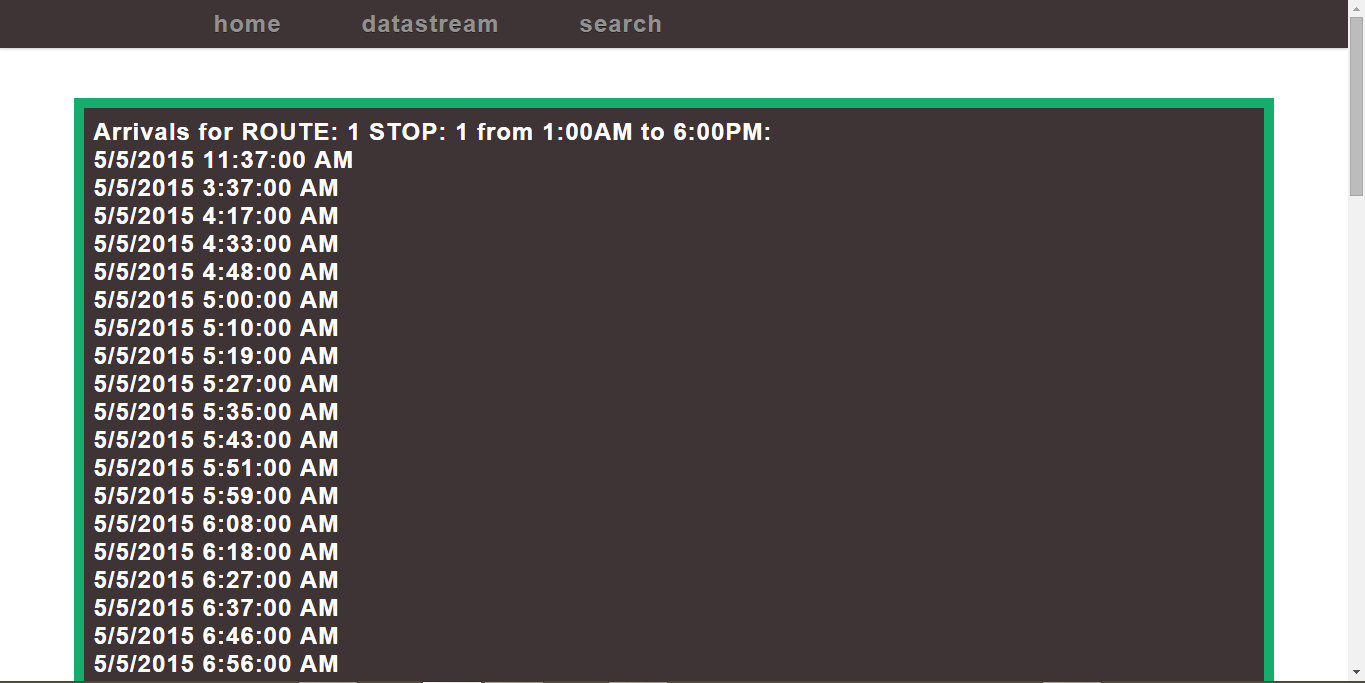 home datastream search
Arrivals for ROUTE: 1 STOP: 1 from 1:00AM to 6:00PM:
5/5/2015 11:37:00 AM
5/5/2015 3:37:00 AM
5/5/2015 4:17:00 AM
5/5/2015 4:33:00 AM
5/5/2015 4:48:00 AM
5/5/2015 5:00:00 AM
5/5/2015 5:10:00 AM
5/5/2015 5:19:00 AM
5/5/2015 5:27:00 AM
5/5/2015 5:35:00 AM
5/5/2015 5:43:00 AM
5/5/2015 5:51:00 AM
5/5/2015 5:59:00 AM
5/5/2015 6:08:00 AM
5/5/2015 6:18:00 AM
5/5/2015 6:27:00 AM
5/5/2015 6:37:00 AM
5/5/2015 6:46:00 AM
5/5/2015 6:56:00 AM